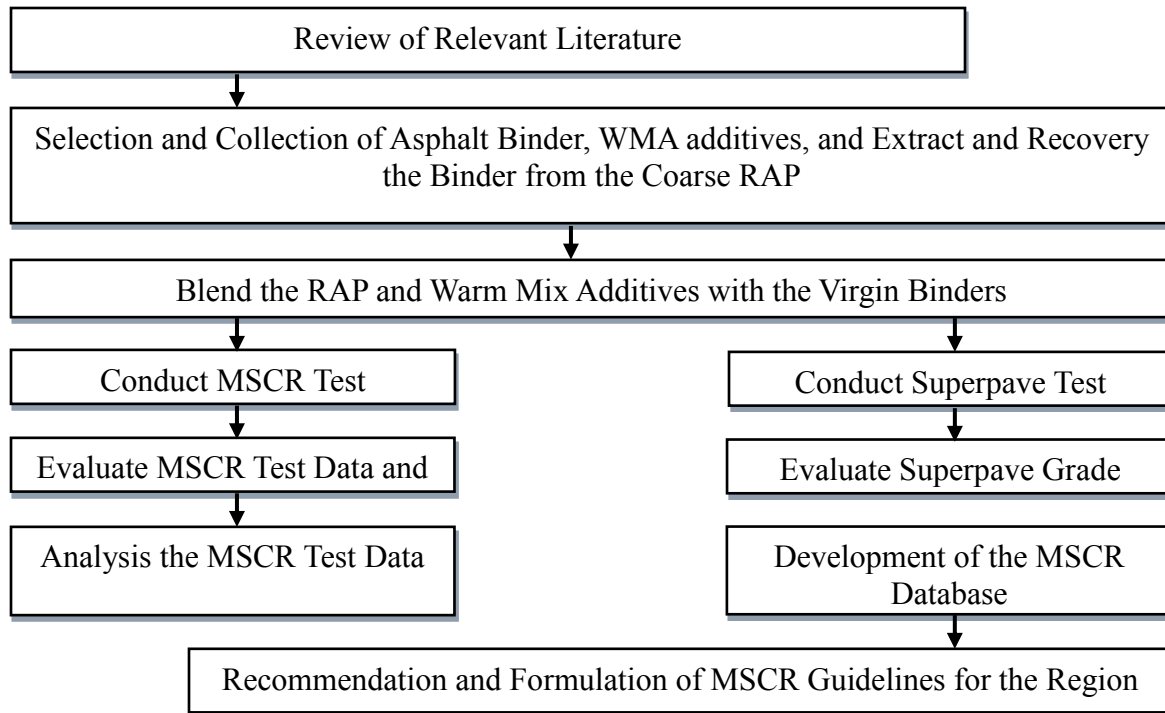 Review of Relevant Literature
Selection and Collection of Asphalt Binder, WMA additives, and Extract and Recovery
the Binder from the Coarse RAP
Blend the RAP and Warm Mix Additives with the Virgin Binders
Conduct MSCR Test
Conduct Superpave Test
Evaluate MSCR Test Data and
Evaluate Superpave Grade
Analysis the MSCR Test Data
Development of the MSCR
Database
Recommendation and Formulation of MSCR Guidelines for the Region